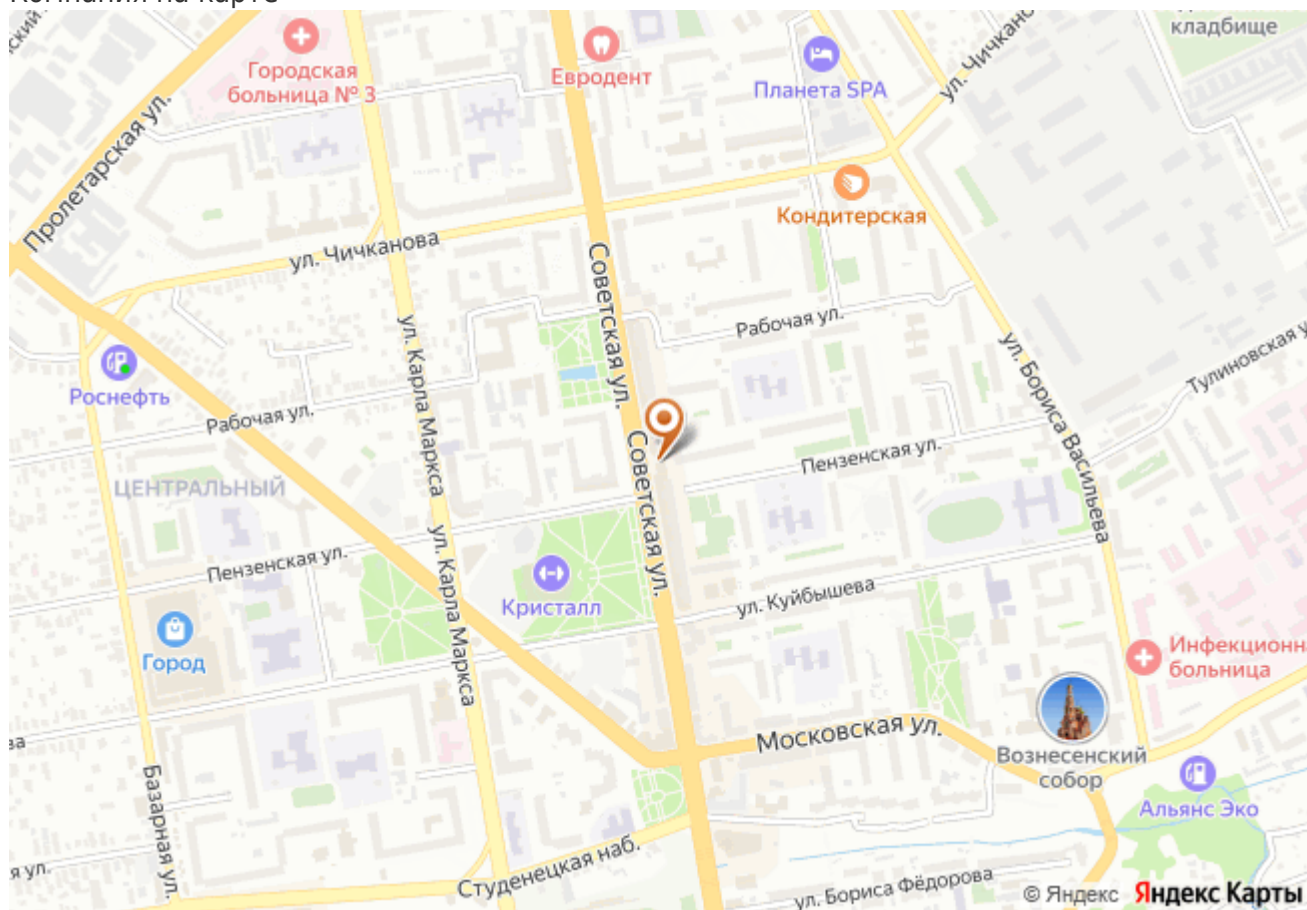 Компания на карте
кладбище
Городская
больница № 3
Евродент
Планета SPA
ул. Чичканова
Пролетарская ул.
Кондитерская
ул. Чичканова
Советская ул.
Рабочая ул.
ул. Карла Маркса
ул. Бориса Васильева
Тулиновская у
Роснефть
Рабочая ул.
Советская ул.
Пензенская ул.
ЦЕНТРАЛЬНЫЙ
ул. Карла Маркса
Пензенская ул.
Кристалл
ул. Куйбышева
Город
Инфекционн
больница
Московская ул.
Вознесенский
собор
Базарная ул.
Альянс Эко
Студенецкая наб.
я ул.
ул. Бориса Фёдорова
© Яндекс Яндекс Карты